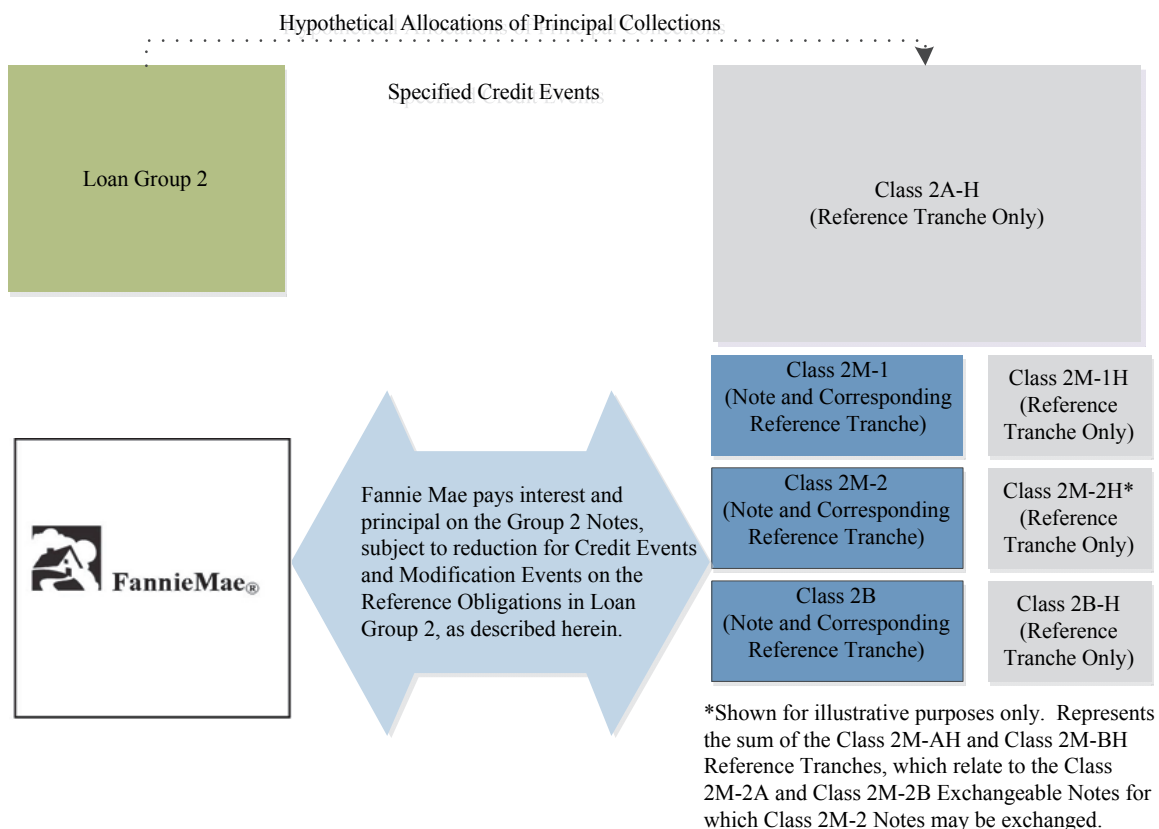 Hypothetical Allocations of Principal Collections
Specified Credit Events
Loan Group 2
Class 2A-H
(Reference Tranche Only)
Class 2M-1
(Note and Corresponding
Reference Tranche)
Class 2M-1H
(Reference
Tranche Only)
FannieMae®
Fannie Mae pays interest and
principal on the Group 2 Notes,
subject to reduction for Credit Events
and Modification Events on the
Reference Obligations in Loan
Group 2, as described herein.
Class 2M-2
(Note and Corresponding
Reference Tranche)
Class 2M-2H*
(Reference
Tranche Only)
Class 2B
(Note and Corresponding
Reference Tranche)
Class 2B-H
(Reference
Tranche Only)
*Shown for illustrative purposes only.  Represents
the sum of the Class 2M-AH and Class 2M-BH
Reference Tranches, which relate to the Class
2M-2A and Class 2M-2B Exchangeable Notes for
which Class 2M-2 Notes may be exchanged.